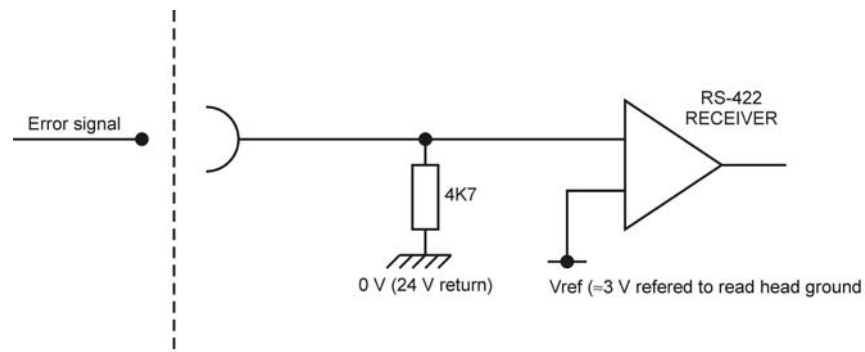 RS-422
RECEIVER
Error signal
4K7
0 V (24 V return)
Vref (≈3 V refered to read head ground